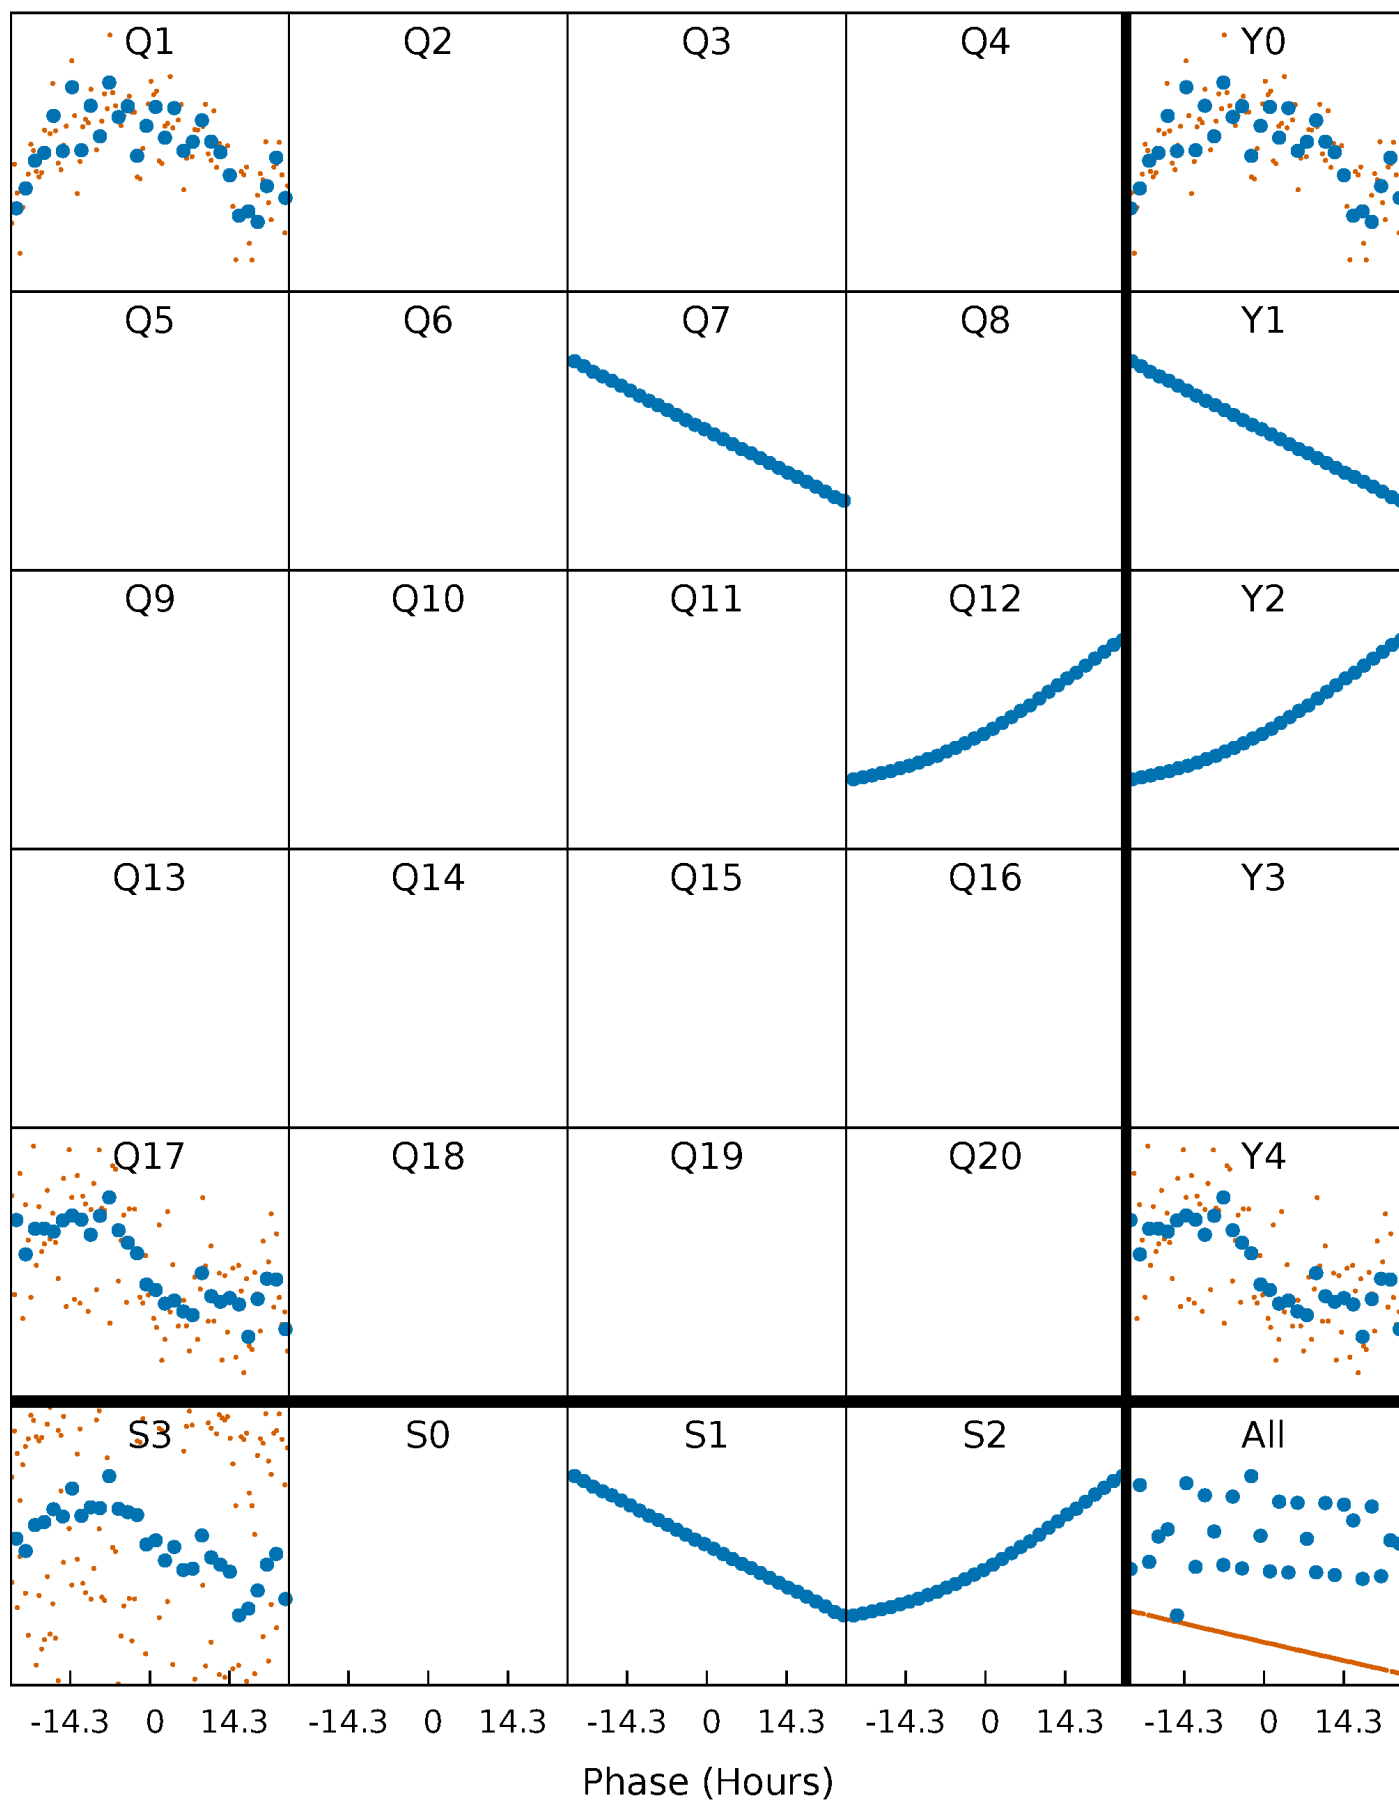 Q1 Q2 Q3 Q4 Y0
Q5 Q6 Q7 Q8 Y1
Q9 Q10 Q11 Q12 Y2
Q13 Q14 Q15 Q16 Y3
Q17 Q18 Q19 Q20 Y4
S3 S0 S1 S2 All
-14.3 0 14.3 -14.3 0 14.3 -14.3 0 14.3 -14.3 0 14.3 -14.3 0 14.3
Phase (Hours)